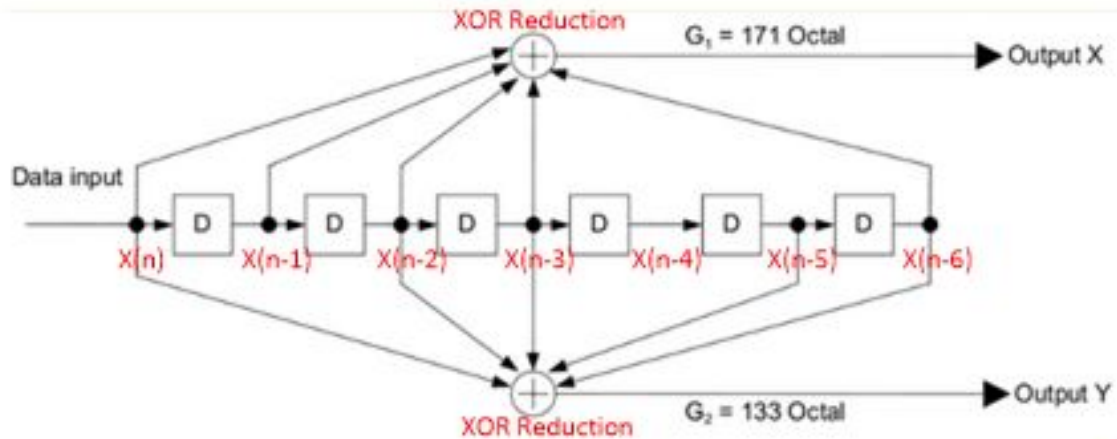 XOR Reduction
G₁ = 171 Octal
Output X
Data input
D D D D D D
X(n) X(n-1) X(n-2) X(n-3) X(n-4) X(n-5) X(n-6)
Output Y
G₂ = 133 Octal
XOR Reduction